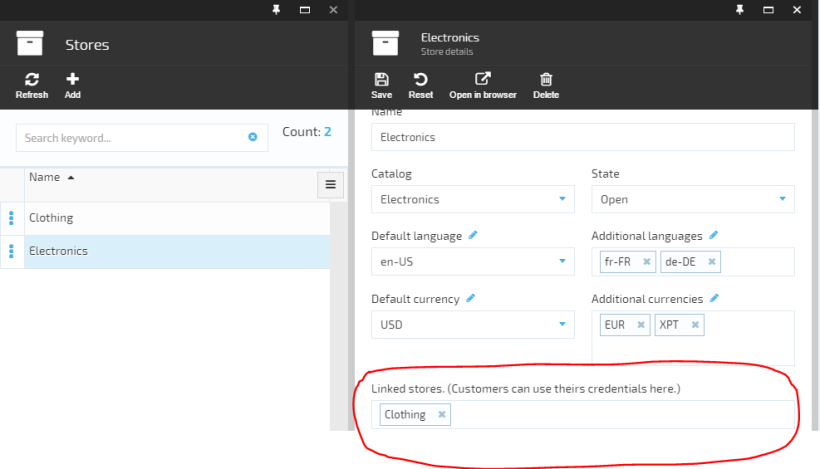 Stores
Refresh Add
Search keyword... Count: 2
Name
Clothing
Electronics
Electronics
Store details
Save Reset Open in browser Delete
Name
Electronics
Catalog State
Electronics Open
Default language Additional languages
en-US fr-FR de-DE
Default currency Additional currencies
USD EUR XPT
Linked stores. (Customers can use theirs credentials here.)
Clothing